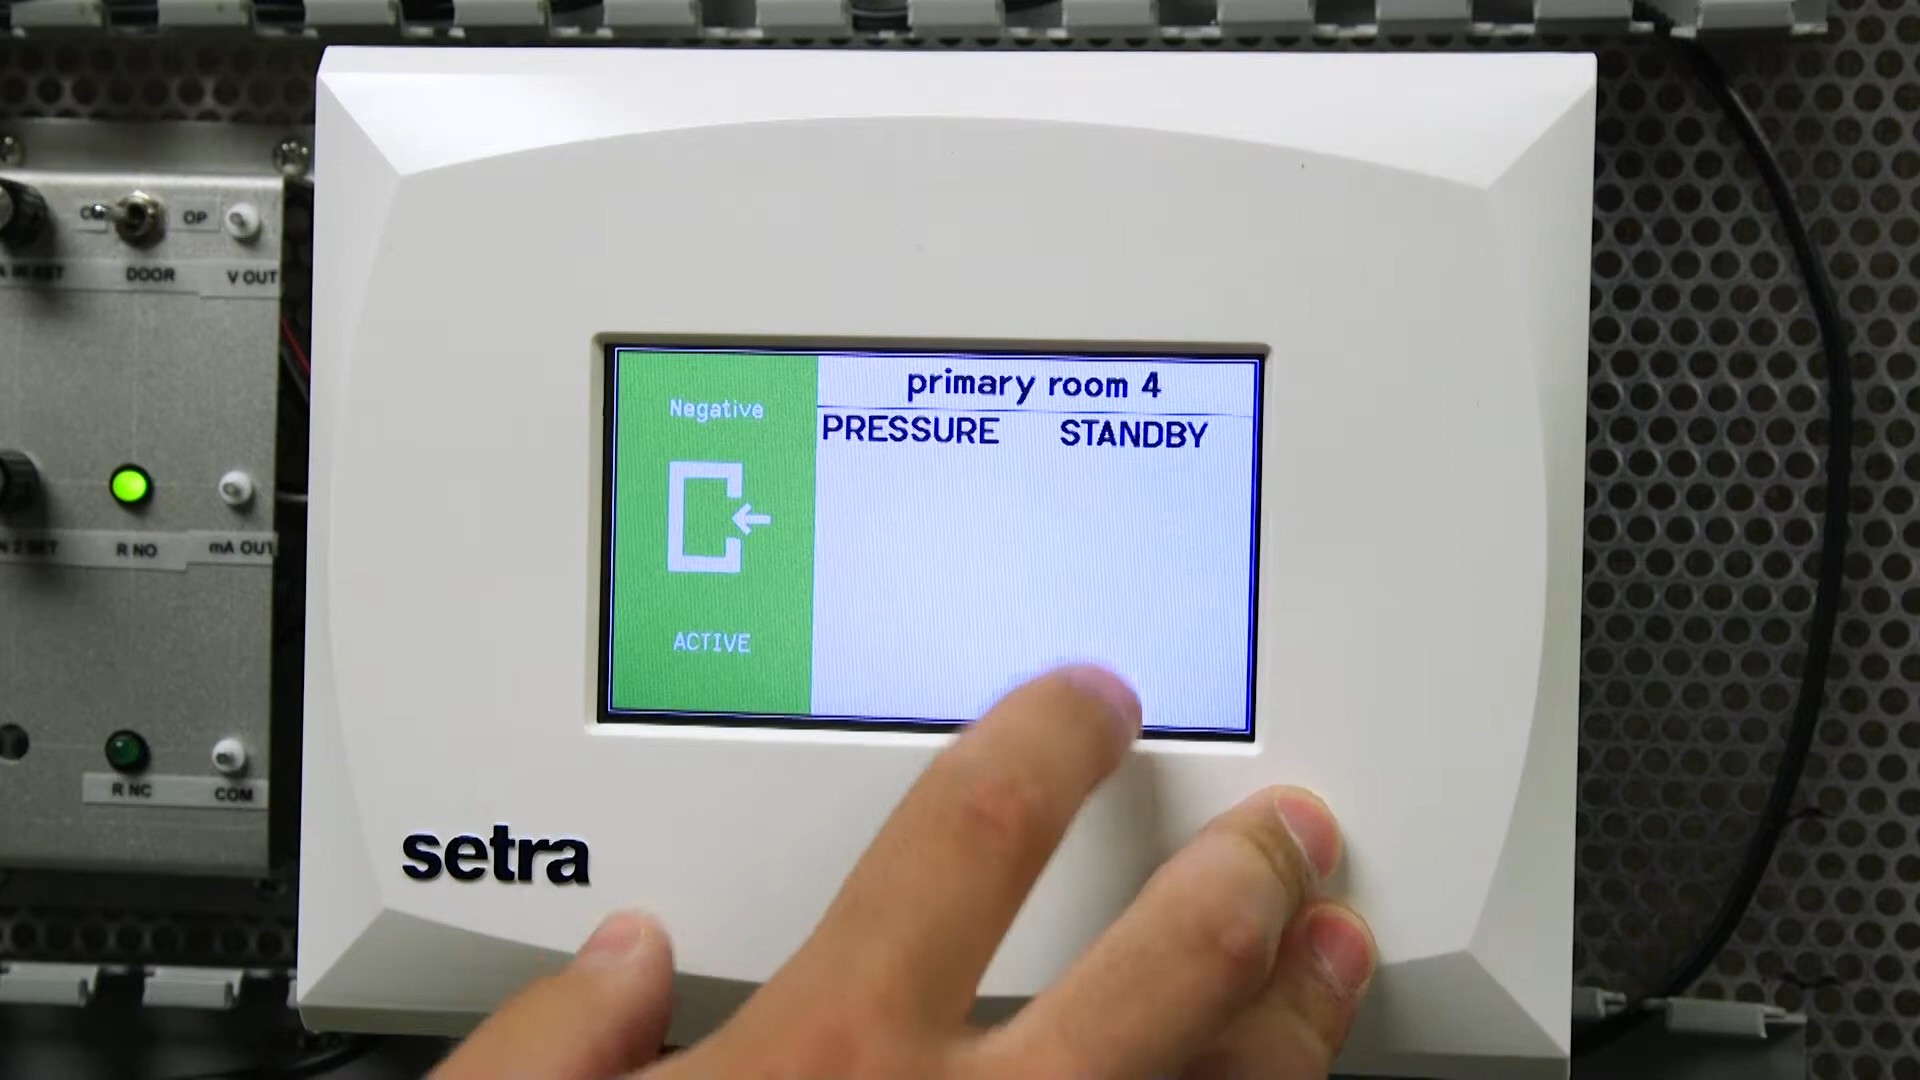 OP
DOOR
V OUT
R NO
mA OUT
R NC
COM
primary room 4
Negative
PRESSURE STANDBY
ACTIVE
setra